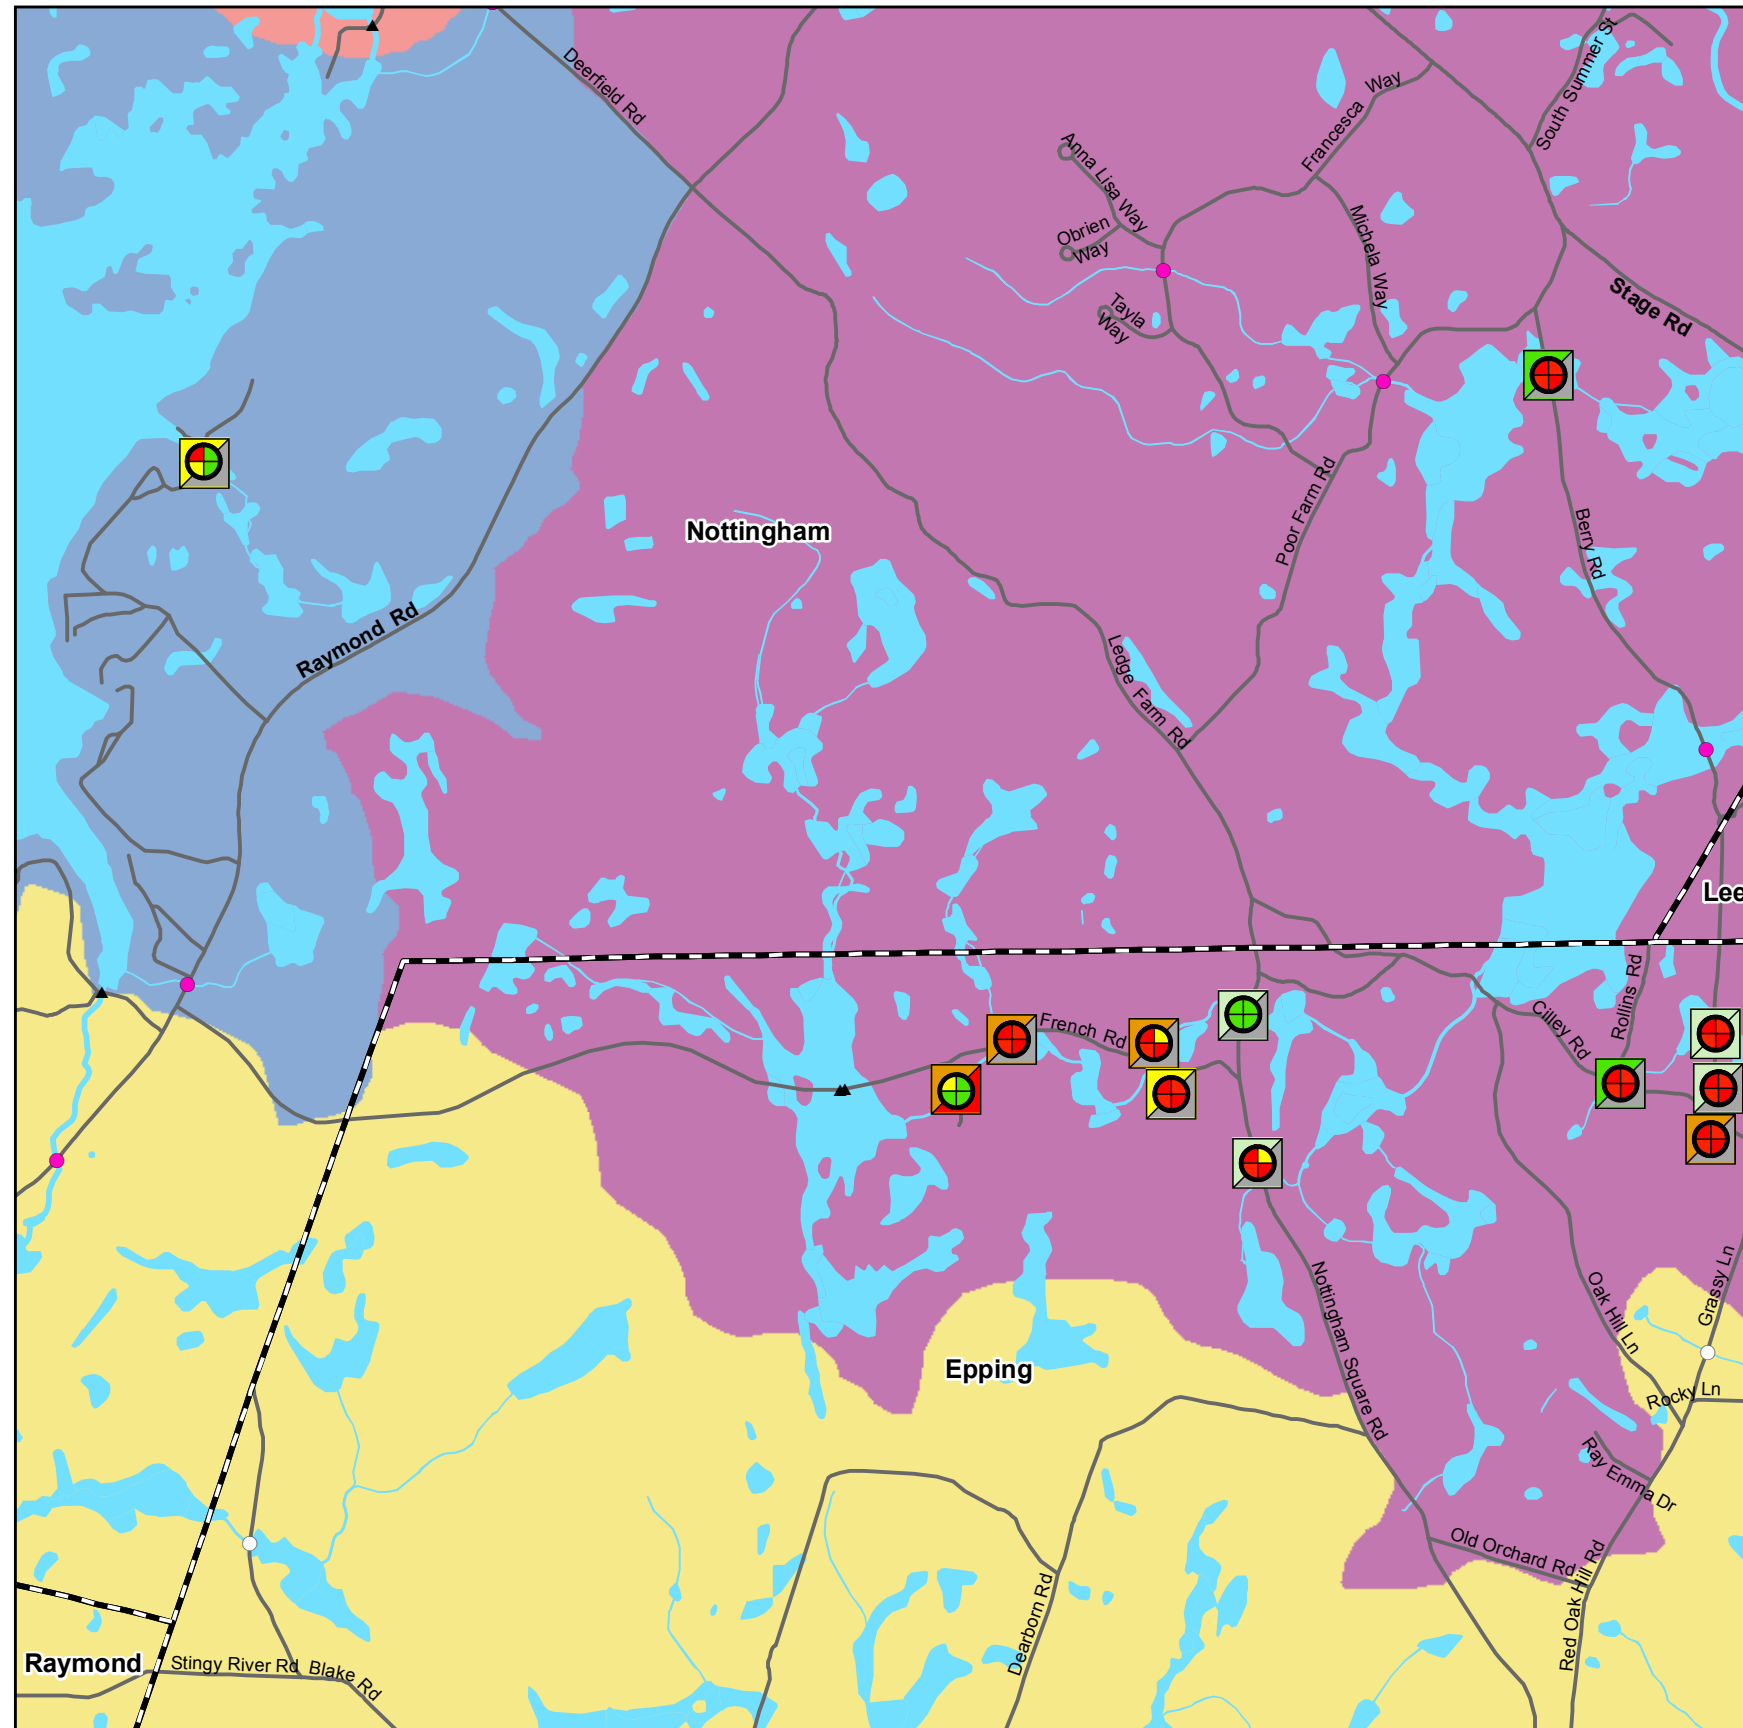 Deerfield Rd
South Summer St
Francesca Way
Anna Lisa Way
Obrien
Way
Michela Way
Tayla
Way
Stage Rd
Nottingham
Poor Farm Rd
Berry Rd
Raymond Rd
Ledge Farm Rd
Lee
French Rd
Cilley Rd
Rollins Rd
Nottingham Square Rd
Oak Hill Ln
Grassy Ln
Epping
Rocky Ln
Ray Emma Dr
Old Orchard Rd
Red Oak Hill Rd
Dearborn Rd
Raymond
Stingy River Rd
Blake Rd